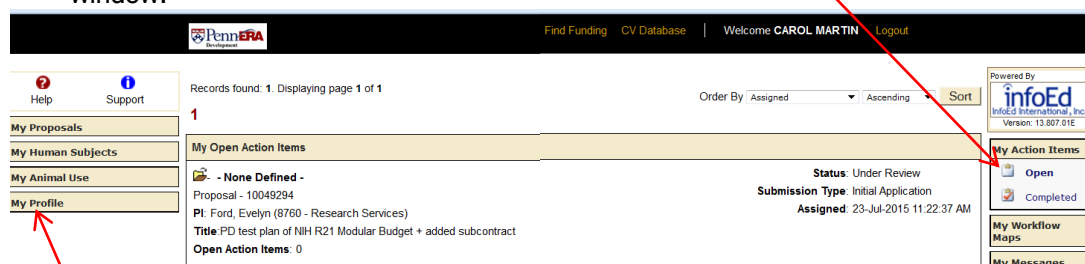 window.
PennERA
Development
Find Funding CV Database | Welcome CAROL MARTIN Logout
Help Support
My Proposals
My Human Subjects
My Animal Use
My Profile
Records found: 1. Displaying page 1 of 1
Order By Assigned Ascending Sort
1
My Open Action Items
- - None Defined -
Proposal - 10049294
PI: Ford, Evelyn (8760 - Research Services)
Title:PD test plan of NIH R21 Modular Budget + added subcontract
Open Action Items: 0
Status: Under Review
Submission Type: Initial Application
Assigned: 23-Jul-2015 11:22:37 AM
Powered By
infoEd
InfoEd International, Inc
Version: 13.807.01E
My Action Items
Open
Completed
My Workflow
Maps
My Messages